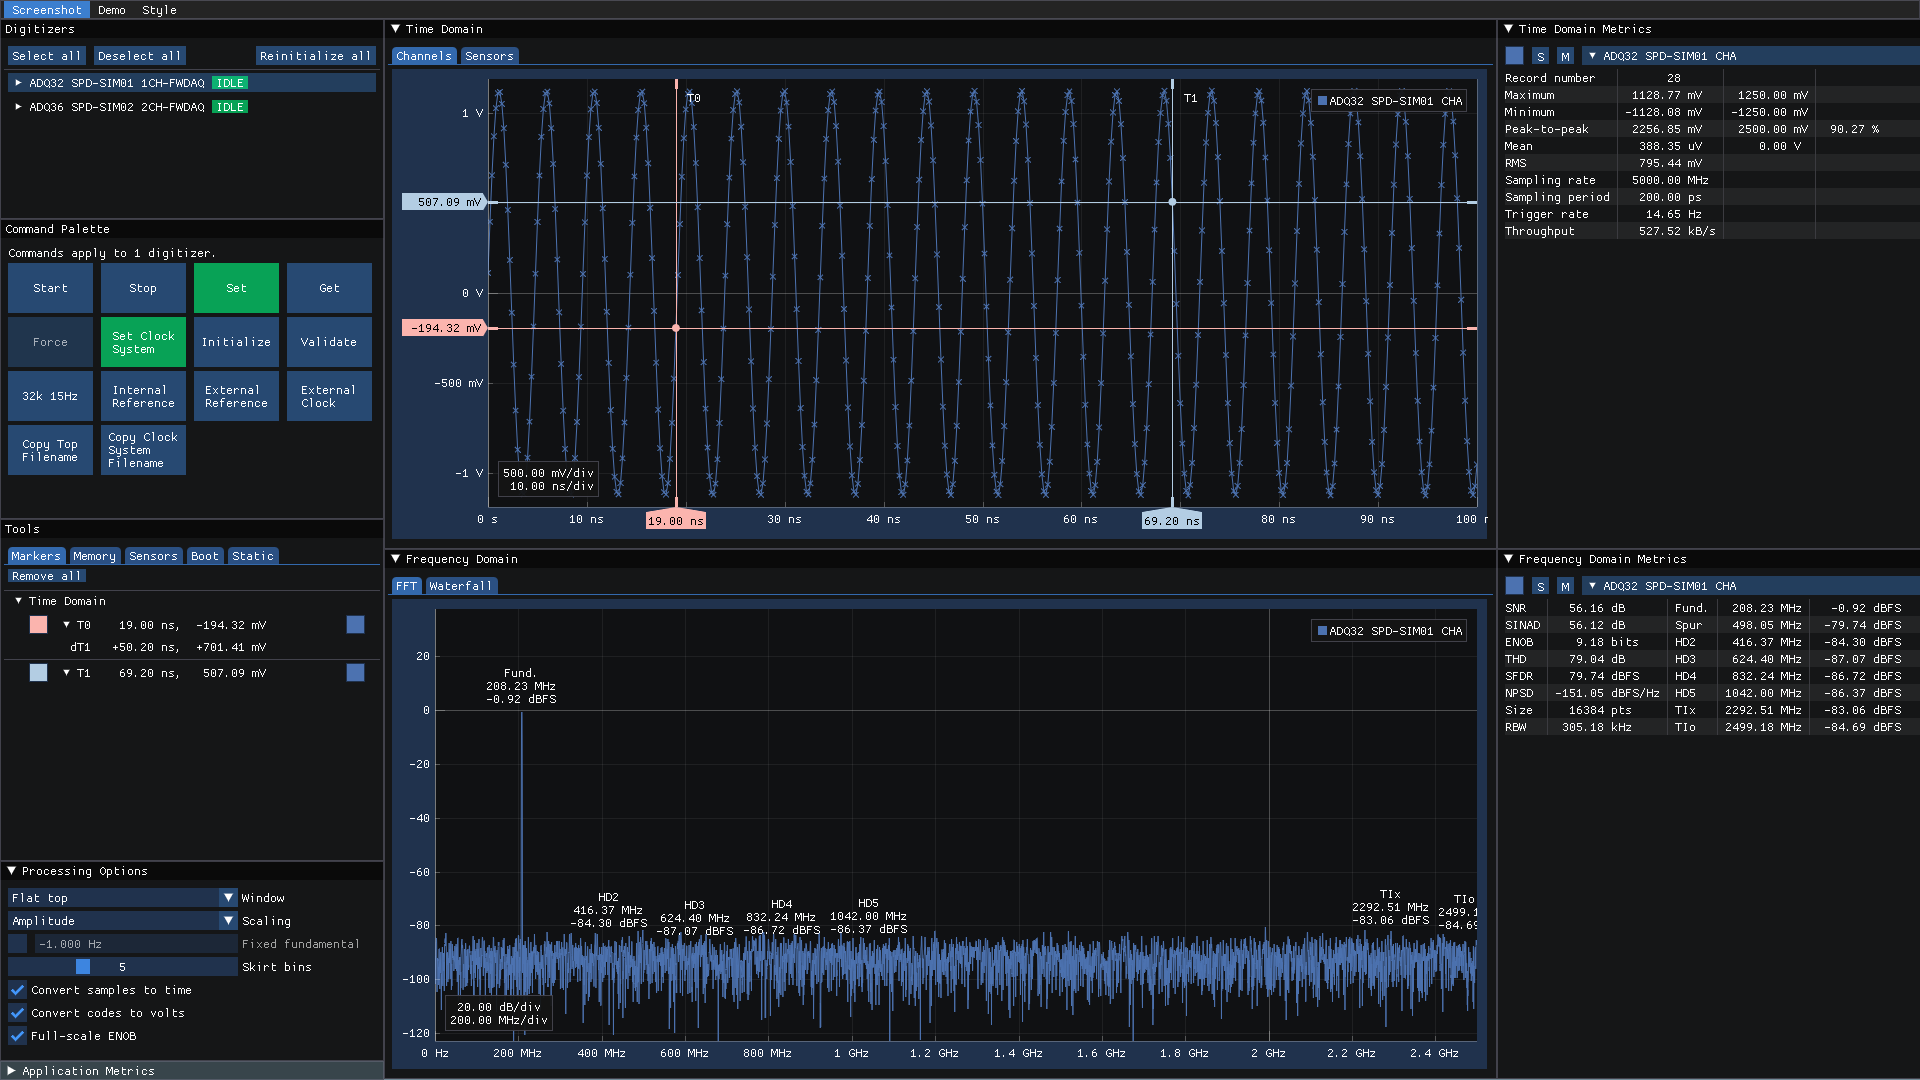 Screenshot Demo Style
Digitizers
Select all Deselect all Reinitialize all
ADQ32 SPD-SIM01 1CH-FWDAQ IDLE
ADQ36 SPD-SIM02 2CH-FWDAQ IDLE
Command Palette
Commands apply to 1 digitizer.
Start Stop Set Get
Force Set Clock System Initialize Validate
32k 15Hz Internal Reference External Reference External Clock
Copy Top Filename Copy Clock System Filename
Tools
Markers Memory Sensors Boot Static
Remove all
Time Domain
T0 19.00 ns, -194.32 mV
dT1 +50.20 ns, +701.41 mV
T1 69.20 ns, 507.09 mV
Processing Options
Flat top Window
Amplitude Scaling
-1.000 Hz Fixed fundamental
5 Skirt bins
Convert samples to time
Convert codes to volts
Full-scale ENOB
Application Metrics
Time Domain
Channels Sensors
T0 T1
ADQ32 SPD-SIM01 CHA
1 V
507.09 mV
0 V
-194.32 mV
-500 mV
-1 V
500.00 mV/div
10.00 ns/div
0 s 10 ns 19.00 ns 30 ns 40 ns 50 ns 60 ns 69.20 ns 80 ns 90 ns 100 n
Frequency Domain
FFT Waterfall
ADQ32 SPD-SIM01 CHA
20
0
-20
-40
-60
-80
-100
-120
Fund.
208.23 MHz
-0.92 dBFS
HD2
416.37 MHz
-84.30 dBFS
HD3
624.40 MHz
-87.07 dBFS
HD4
832.24 MHz
-86.72 dBFS
HD5
1042.00 MHz
-86.37 dBFS
TIx
2292.51 MHz
-83.06 dBFS
TIo
2499.1
-84.69
20.00 dB/div
200.00 MHz/div
0 Hz 200 MHz 400 MHz 600 MHz 800 MHz 1 GHz 1.2 GHz 1.4 GHz 1.6 GHz 1.8 GHz 2 GHz 2.2 GHz 2.4 GHz
Time Domain Metrics
S M ADQ32 SPD-SIM01 CHA
Record number 28
Maximum 1128.77 mV 1250.00 mV
Minimum -1128.08 mV -1250.00 mV
Peak-to-peak 2256.85 mV 2500.00 mV 90.27 %
Mean 388.35 uV 0.00 V
RMS 795.44 mV
Sampling rate 5000.00 MHz
Sampling period 200.00 ps
Trigger rate 14.65 Hz
Throughput 527.52 kB/s
Frequency Domain Metrics
S M ADQ32 SPD-SIM01 CHA
SNR 56.16 dB Fund. 208.23 MHz -0.92 dBFS
SINAD 56.12 dB Spur 498.05 MHz -79.74 dBFS
ENOB 9.18 bits HD2 416.37 MHz -84.30 dBFS
THD 79.04 dB HD3 624.40 MHz -87.07 dBFS
SFDR 79.74 dBFS HD4 832.24 MHz -86.72 dBFS
NPSD -151.05 dBFS/Hz HD5 1042.00 MHz -86.37 dBFS
Size 16384 pts TIx 2292.51 MHz -83.06 dBFS
RBW 305.18 kHz TIo 2499.18 MHz -84.69 dBFS